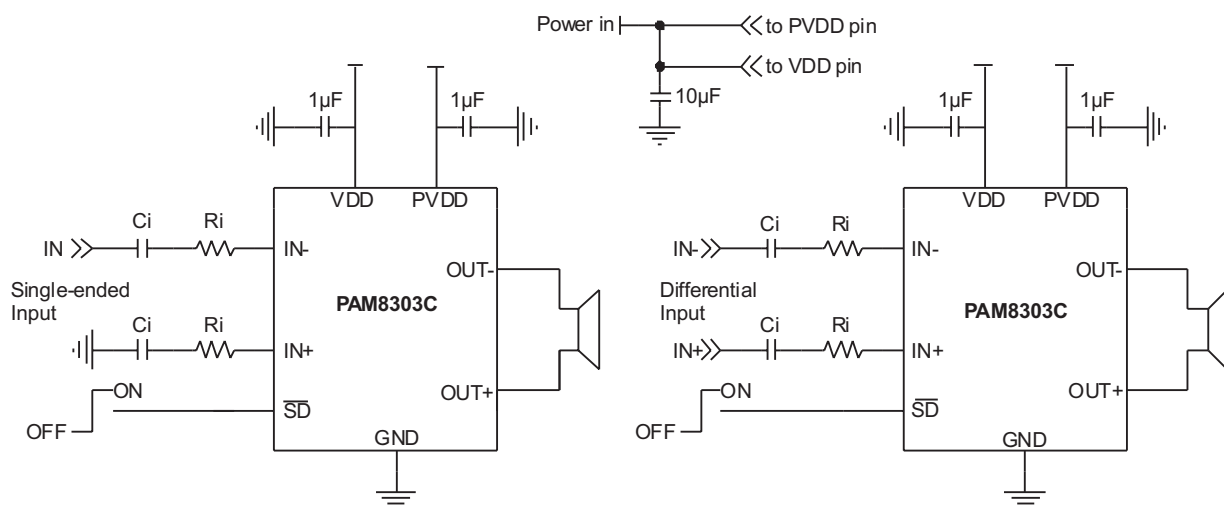 Power in
to PVDD pin
to VDD pin
10µF
1µF
1µF
VDD
PVDD
Ci
Ri
IN
IN-
Single-ended
Input
OUT-
PAM8303C
Ci
Ri
IN+
ON
OUT+
OFF
SD
GND
1µF
1µF
VDD
PVDD
Ci
Ri
IN-
IN-
Differential
Input
OUT-
PAM8303C
Ci
Ri
IN+
IN+
ON
OUT+
OFF
SD
GND